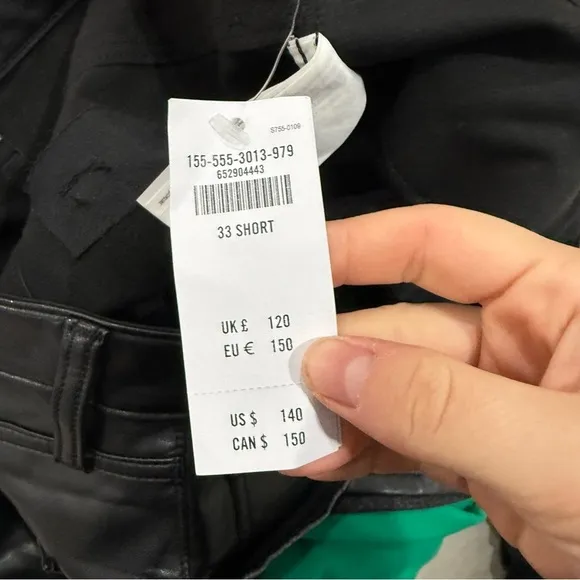 S755-0109
155-555-3013-979
652904443
33 SHORT
UK £ 120
EU € 150
US $ 140
CAN $ 150